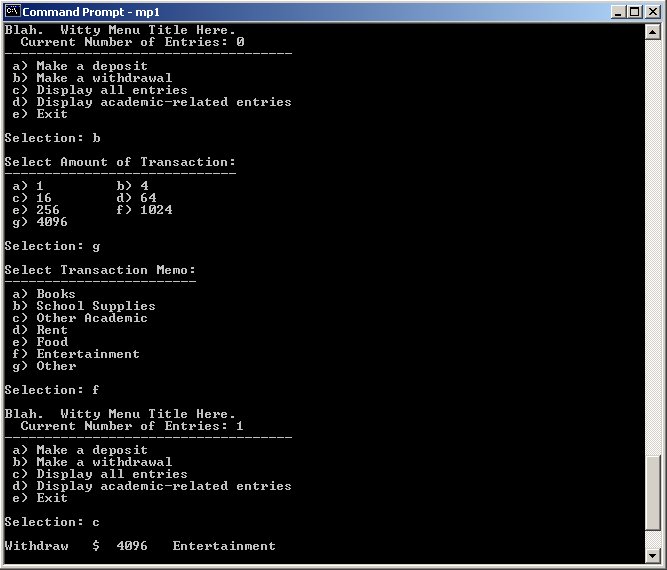 Command Prompt - mp1
Blah.  Witty Menu Title Here.
  Current Number of Entries: 0
------------------------------------
 a) Make a deposit
 b) Make a withdrawal
 c) Display all entries
 d) Display academic-related entries
 e) Exit
Selection: b
Select Amount of Transaction:
-----------------------------
 a) 1         b) 4
 c) 16        d) 64
 e) 256       f) 1024
 g) 4096
Selection: g
Select Transaction Memo:
------------------------
 a) Books
 b) School Supplies
 c) Other Academic
 d) Rent
 e) Food
 f) Entertainment
 g) Other
Selection: f
Blah.  Witty Menu Title Here.
  Current Number of Entries: 1
------------------------------------
 a) Make a deposit
 b) Make a withdrawal
 c) Display all entries
 d) Display academic-related entries
 e) Exit
Selection: c
Withdraw   $  4096   Entertainment